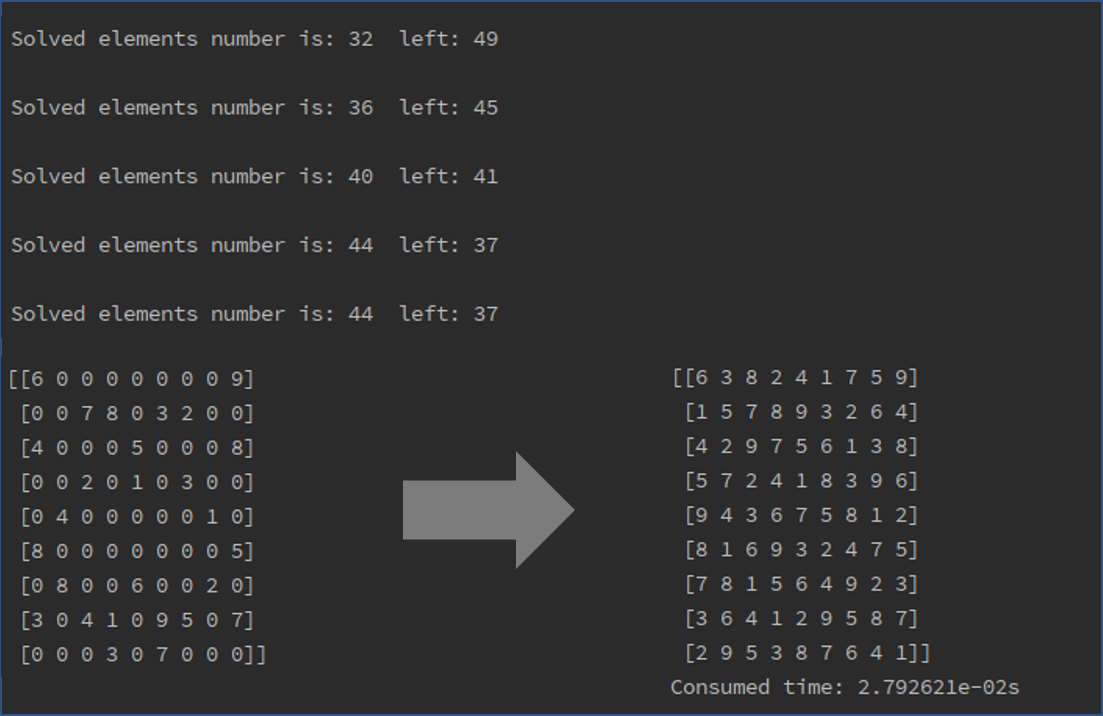 Solved elements number is: 32  left: 49
Solved elements number is: 36  left: 45
Solved elements number is: 40  left: 41
Solved elements number is: 44  left: 37
Solved elements number is: 44  left: 37
[[6 0 0 0 0 0 0 0 9]
[0 0 7 8 0 3 2 0 0]
[4 0 0 0 5 0 0 0 8]
[0 0 2 0 1 0 3 0 0]
[0 4 0 0 0 0 0 1 0]
[8 0 0 0 0 0 0 0 5]
[0 8 0 0 6 0 0 2 0]
[3 0 4 1 0 9 5 0 7]
[0 0 0 3 0 7 0 0 0]]
[[6 3 8 2 4 1 7 5 9]
[1 5 7 8 9 3 2 6 4]
[4 2 9 7 5 6 1 3 8]
[5 7 2 4 1 8 3 9 6]
[9 4 3 6 7 5 8 1 2]
[8 1 6 9 3 2 4 7 5]
[7 8 1 5 6 4 9 2 3]
[3 6 4 1 2 9 5 8 7]
[2 9 5 3 8 7 6 4 1]]
Consumed time: 2.792621e-02s